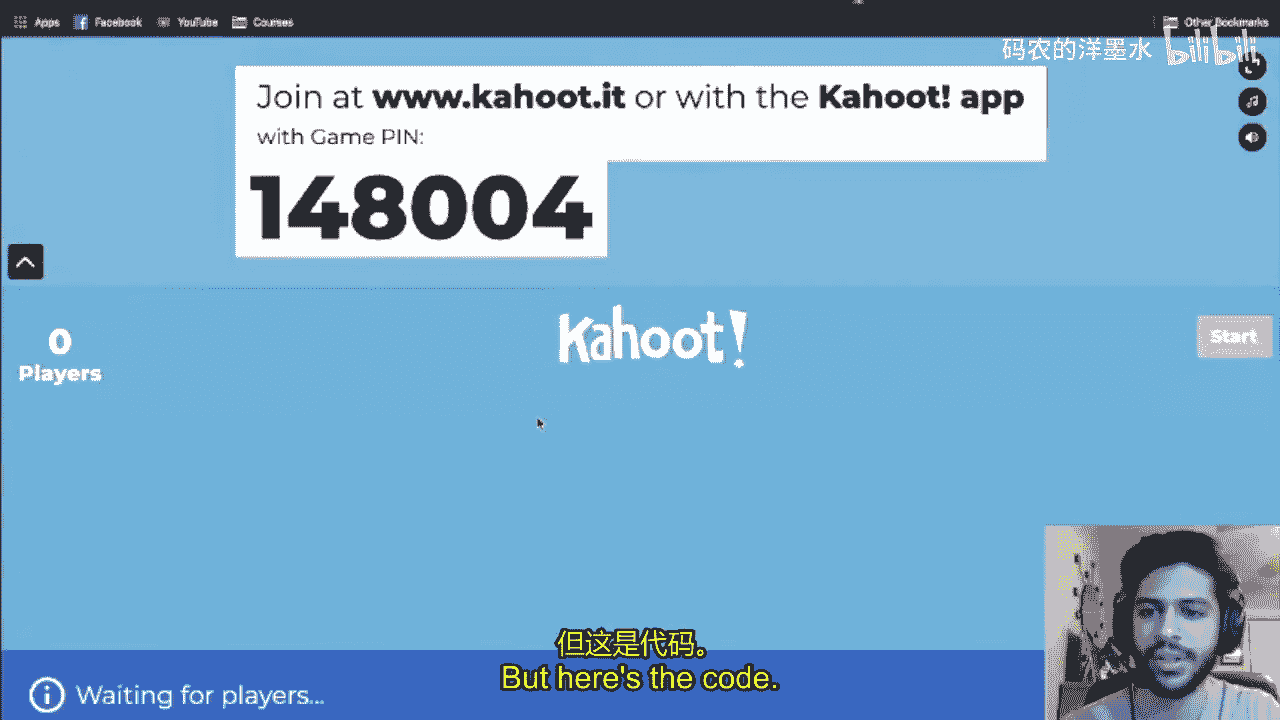 Apps Facebook YouTube Courses Other Bookmarks
码农的洋墨水 bilibili
Join at www.kahoot.it or with the Kahoot! app
with Game PIN:
148004
0
Players
Kahoot!
Start
但这是代码。
But here's the code.
Waiting for players...